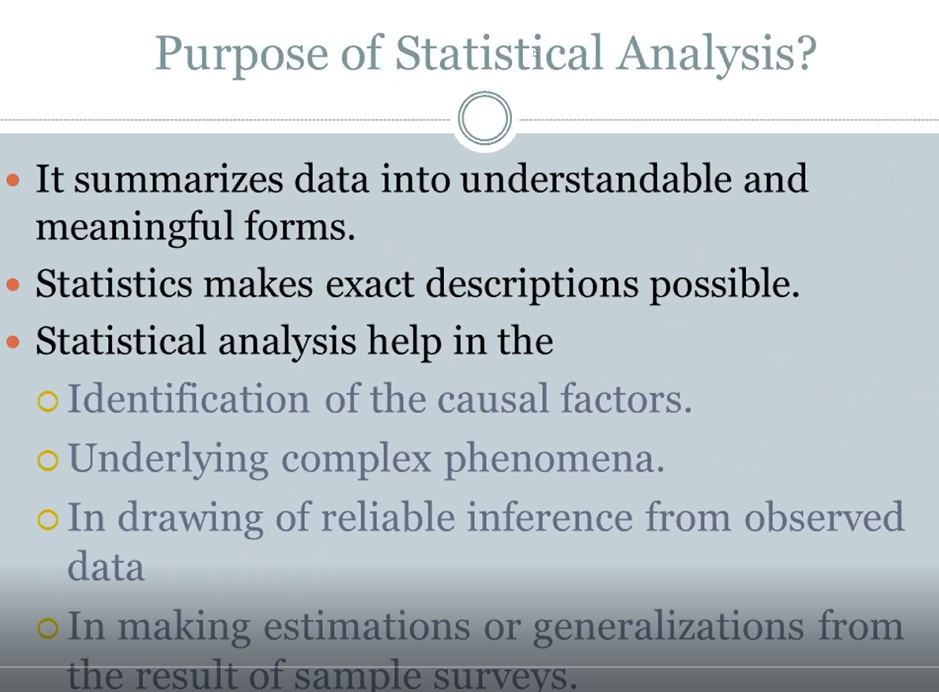 Purpose of Statistical Analysis?
It summarizes data into understandable and
meaningful forms.
Statistics makes exact descriptions possible.
Statistical analysis help in the
Identification of the causal factors.
Underlying complex phenomena.
In drawing of reliable inference from observed
data
In making estimations or generalizations from
the result of sample surveys.